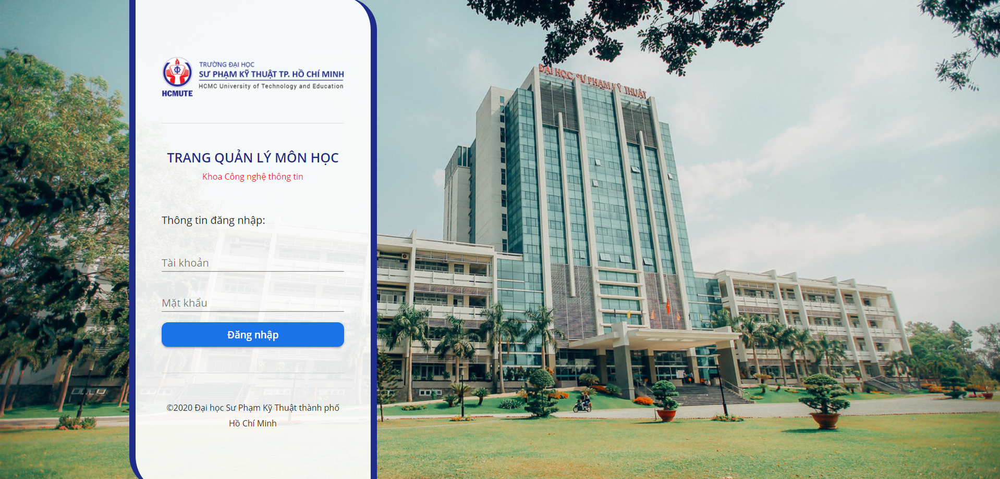 TRƯỜNG ĐẠI HỌC
SƯ PHẠM KỸ THUẬT TP. HỒ CHÍ MINH
HCMC University of Technology and Education
HCMUTE
TRANG QUẢN LÝ MÔN HỌC
Khoa Công nghệ thông tin
Thông tin đăng nhập:
Tài khoản
Mật khẩu
Đăng nhập
©2020 Đại học Sư Phạm Kỹ Thuật thành phố
Hồ Chí Minh
ĐẠI HỌC SƯ PHẠM KỸ THUẬT